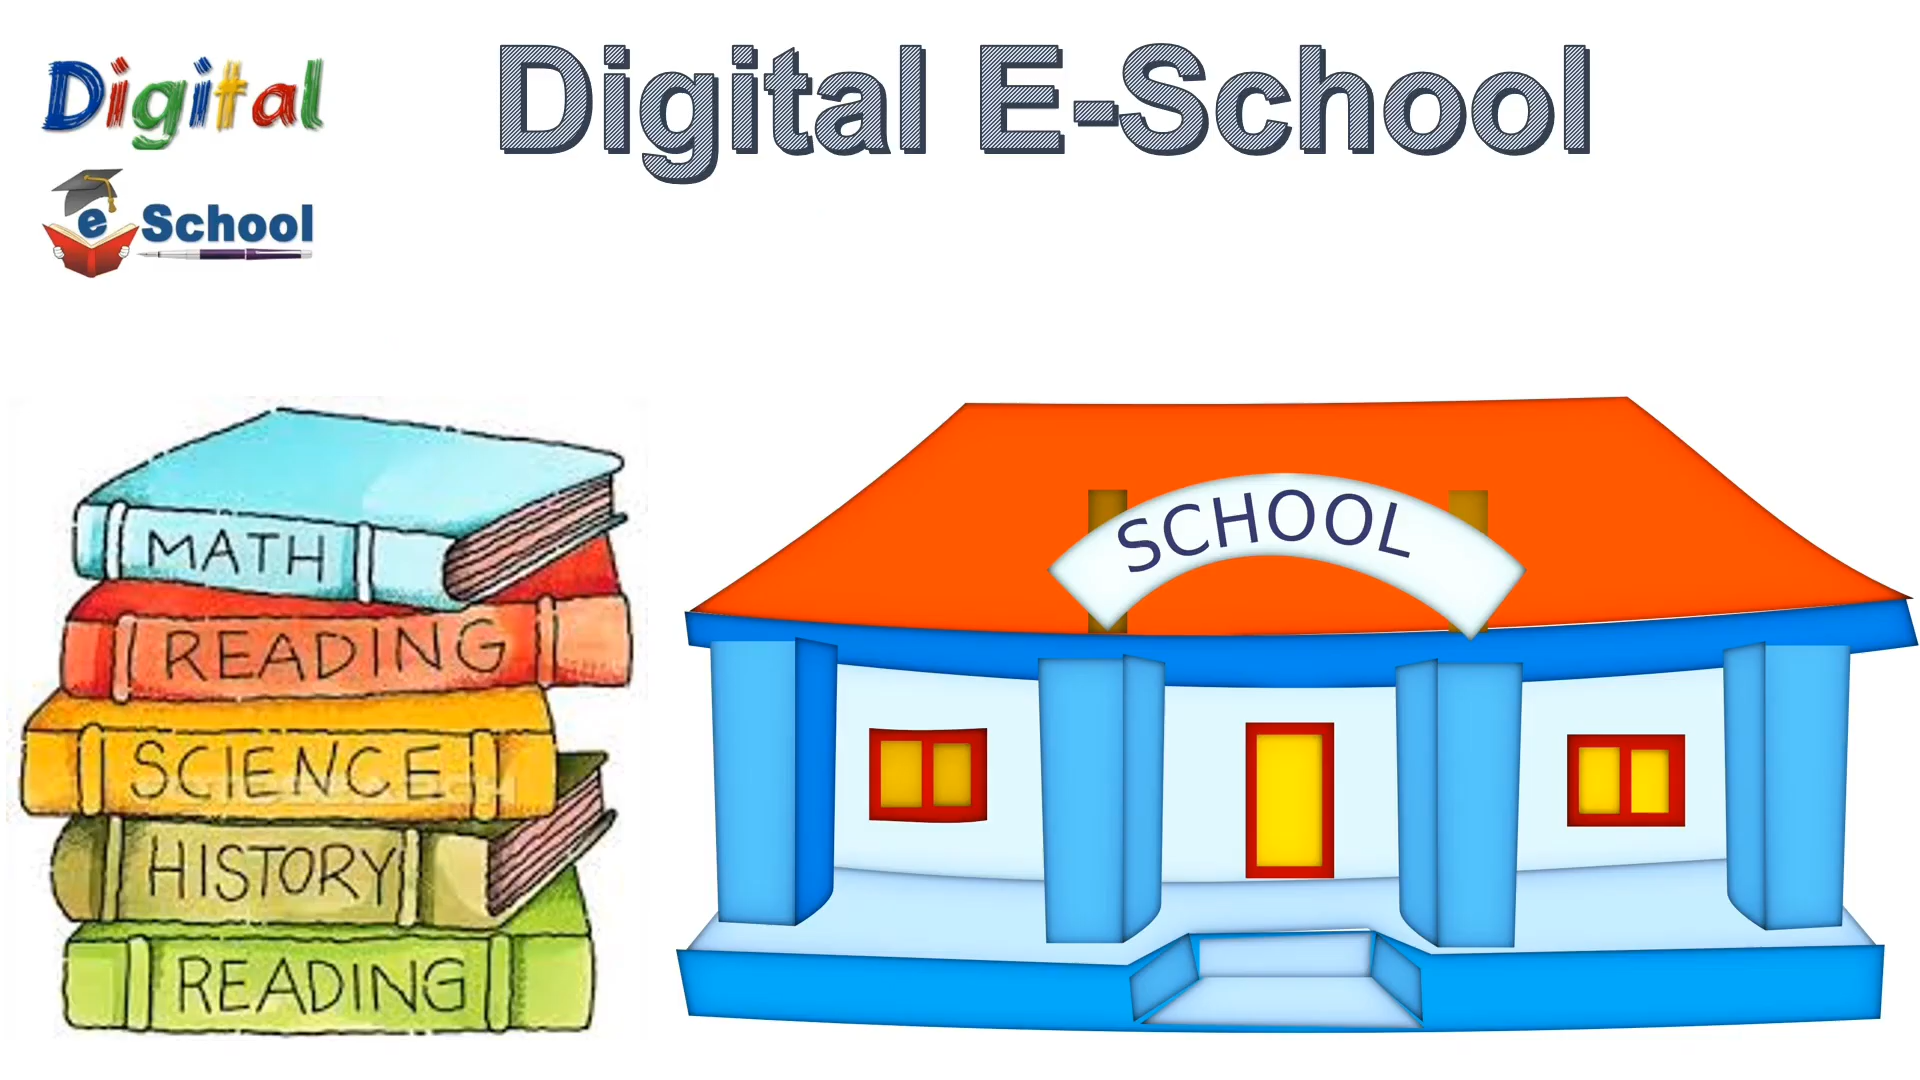 Digital
e School
Digital E-School
MATH
READING
SCIENCE
HISTORY
READING
SCHOOL